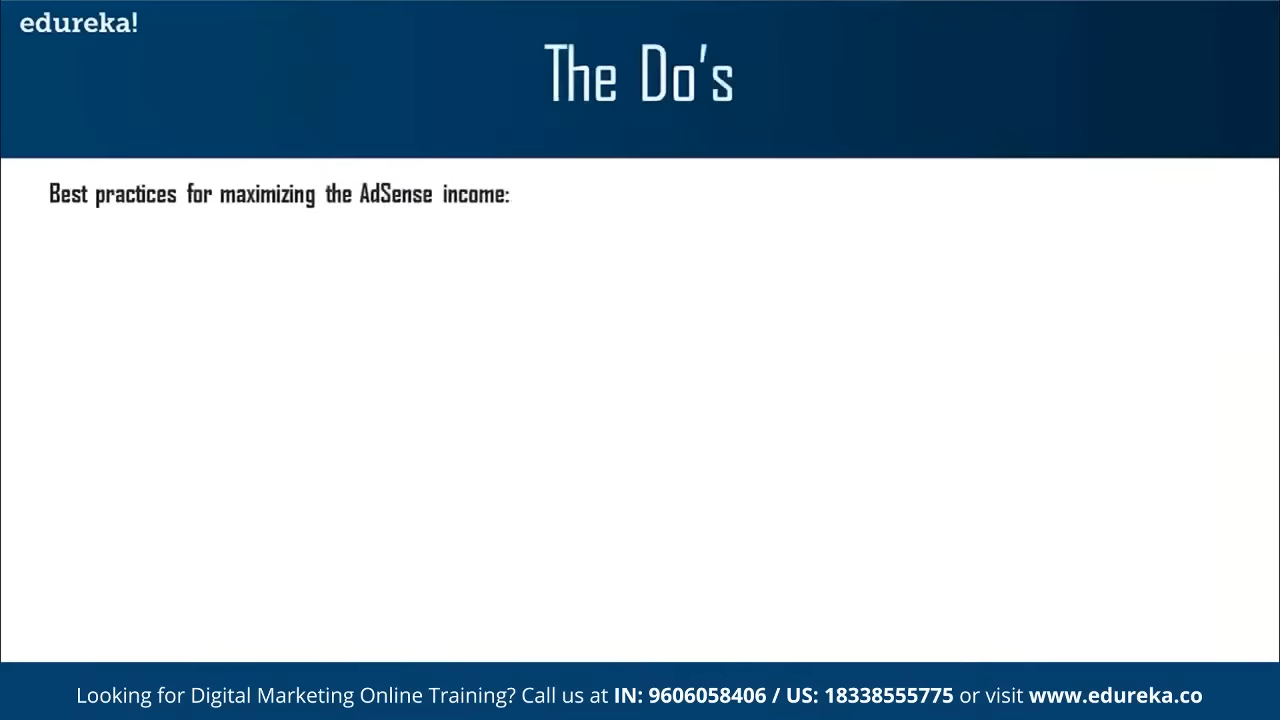 edureka!
The Do's
Best practices for maximizing the AdSense income:
Looking for Digital Marketing Online Training? Call us at IN: 9606058406 / US: 18338555775 or visit www.edureka.co